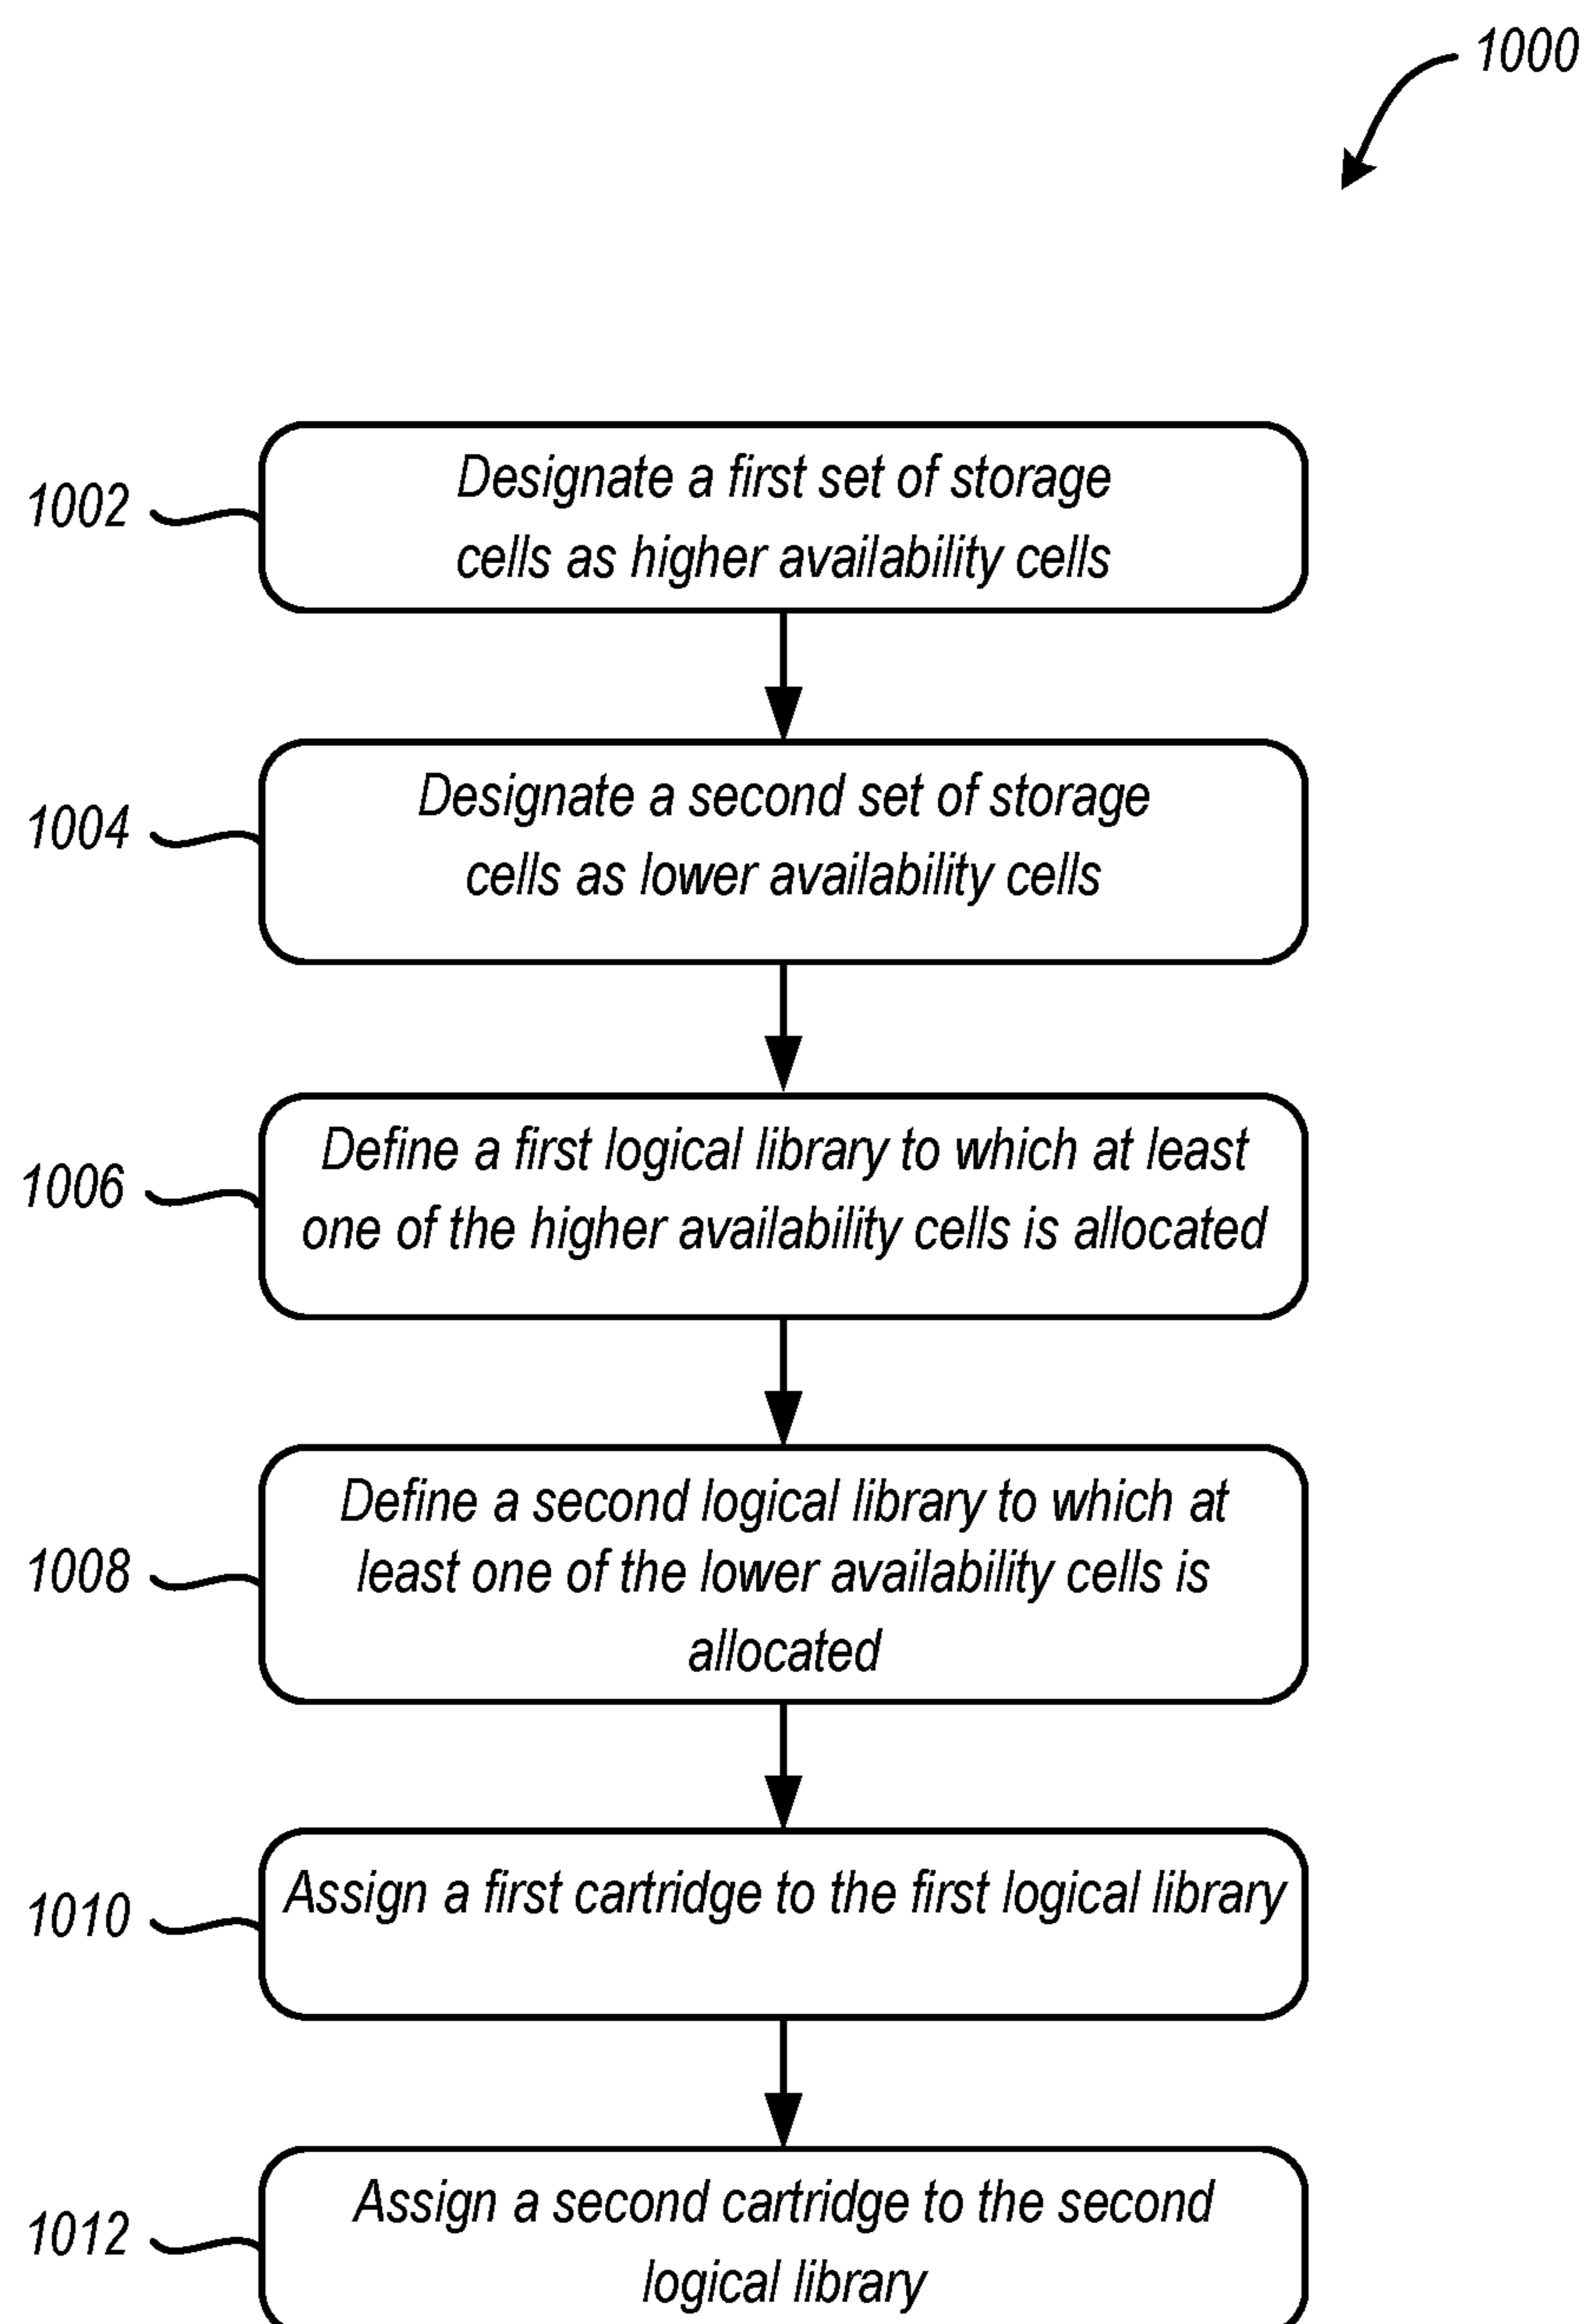 1000
1002
Designate a first set of storage
cells as higher availability cells
1004
Designate a second set of storage
cells as lower availability cells
1006
Define a first logical library to which at least
one of the higher availability cells is allocated
1008
Define a second logical library to which at
least one of the lower availability cells is
allocated
1010
Assign a first cartridge to the first logical library
1012
Assign a second cartridge to the second
logical library